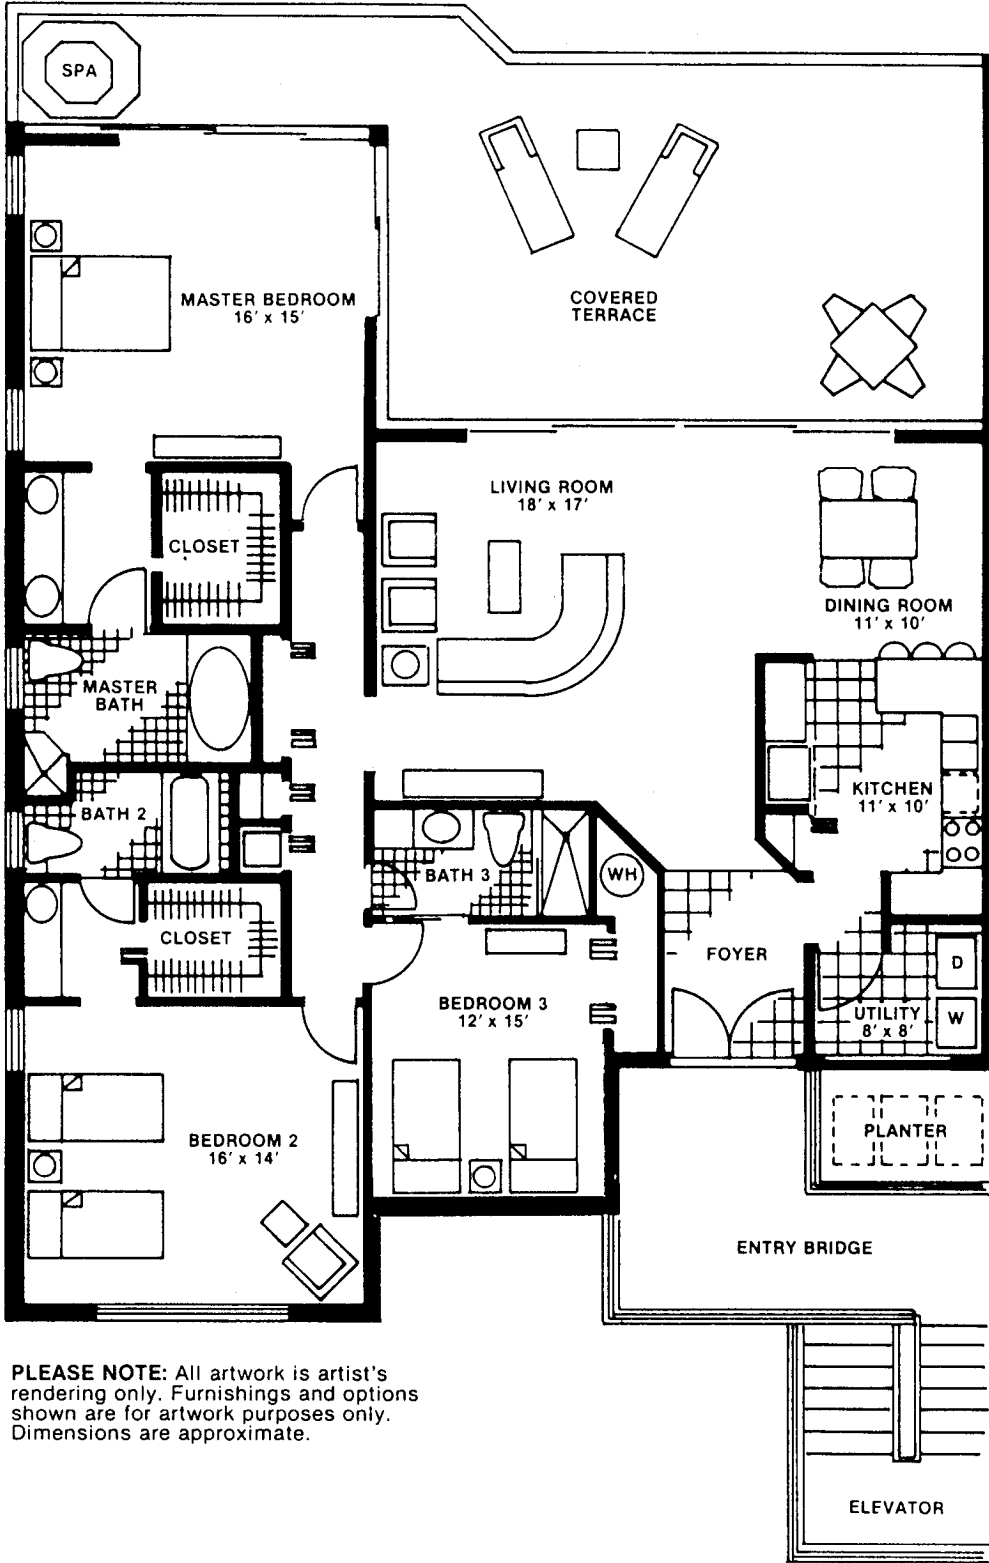 SPA
MASTER BEDROOM
16' x 15'
COVERED
TERRACE
LIVING ROOM
18' x 17'
CLOSET
DINING ROOM
11' x 10'
MASTER
BATH
KITCHEN
11' x 10'
BATH 2
BATH 3
WH
CLOSET
FOYER
D
BEDROOM 3
12' x 15'
UTILITY
8' x 8'
W
BEDROOM 2
16' x 14'
PLANTER
ENTRY BRIDGE
PLEASE NOTE: All artwork is artist's
rendering only. Furnishings and options
shown are for artwork purposes only.
Dimensions are approximate.
ELEVATOR